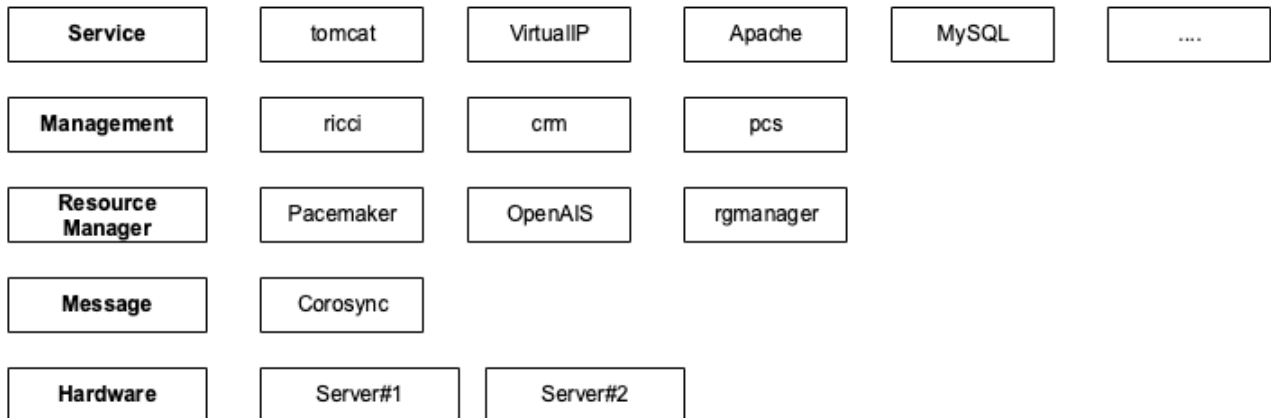 Service tomcat VirtualIP Apache MySQL ....
Management ricci crm pcs
Resource
Manager Pacemaker OpenAIS rgmanager
Message Corosync
Hardware Server#1 Server#2